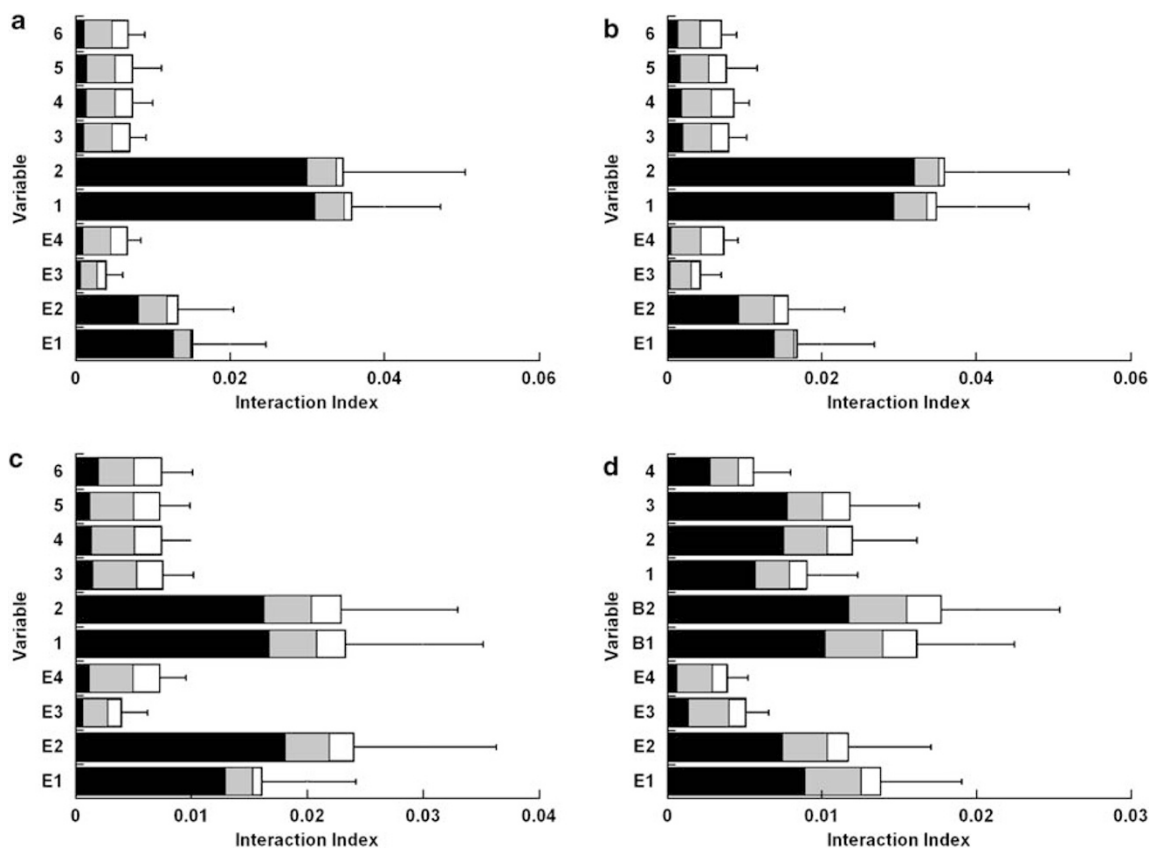 a
6
5
4
3
2
1
E4
E3
E2
E1
Variable
0 0.02 0.04 0.06
Interaction Index
b
6
5
4
3
2
1
E4
E3
E2
E1
Variable
0 0.02 0.04 0.06
Interaction Index
c
6
5
4
3
2
1
E4
E3
E2
E1
Variable
0 0.01 0.02 0.03 0.04
Interaction Index
d
4
3
2
1
B2
B1
E4
E3
E2
E1
Variable
0 0.01 0.02 0.03
Interaction Index